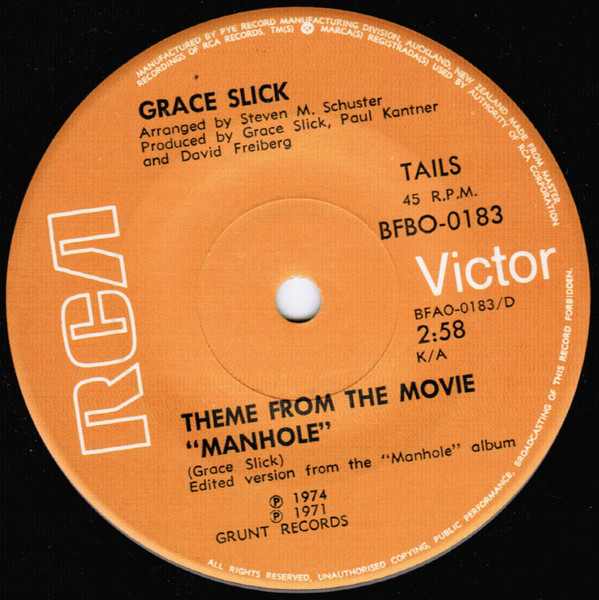 MANUFACTURED BY PYE RECORD MANUFACTURING DIVISION, AUCKLAND, NEW ZEALAND. MADE FROM MASTER
RECORDINGS OF RCA RECORDS. TM(S) ® MARCA(S) REGISTRADA(S) USED BY AUTHORITY OF RCA CORPORATION
GRACE SLICK
Arranged by Steven M. Schuster
Produced by Grace Slick, Paul Kantner
and David Freiberg
TAILS
45 R.P.M.
BFBO-0183
RCA
Victor
BFAO-0183/D
2:58
K/A
THEME FROM THE MOVIE
"MANHOLE"
(Grace Slick)
Edited version from the "Manhole" album
℗ 1974
℗ 1971
GRUNT RECORDS
ALL RIGHTS RESERVED, UNAUTHORISED COPYING, PUBLIC PERFORMANCE, BROADCASTING OF THIS RECORD FORBIDDEN.